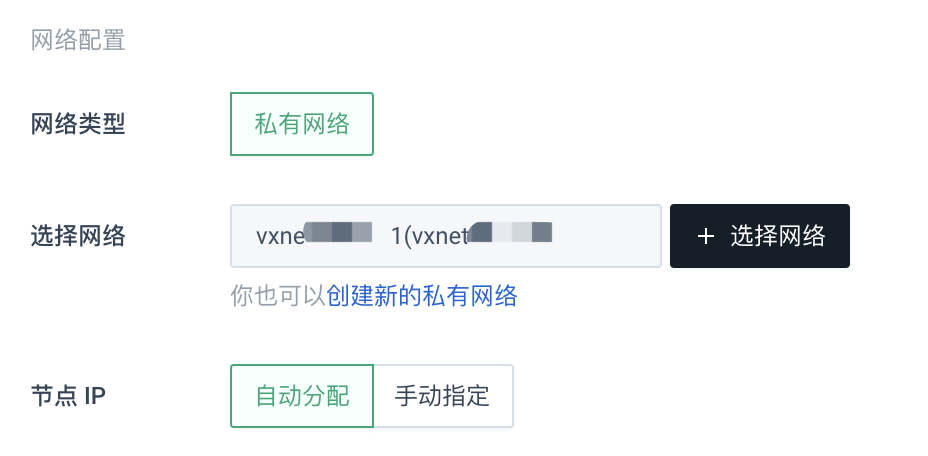 网络配置
网络类型
私有网络
选择网络
vxne 1(vxnet
+ 选择网络
你也可以创建新的私有网络
节点 IP
自动分配
手动指定